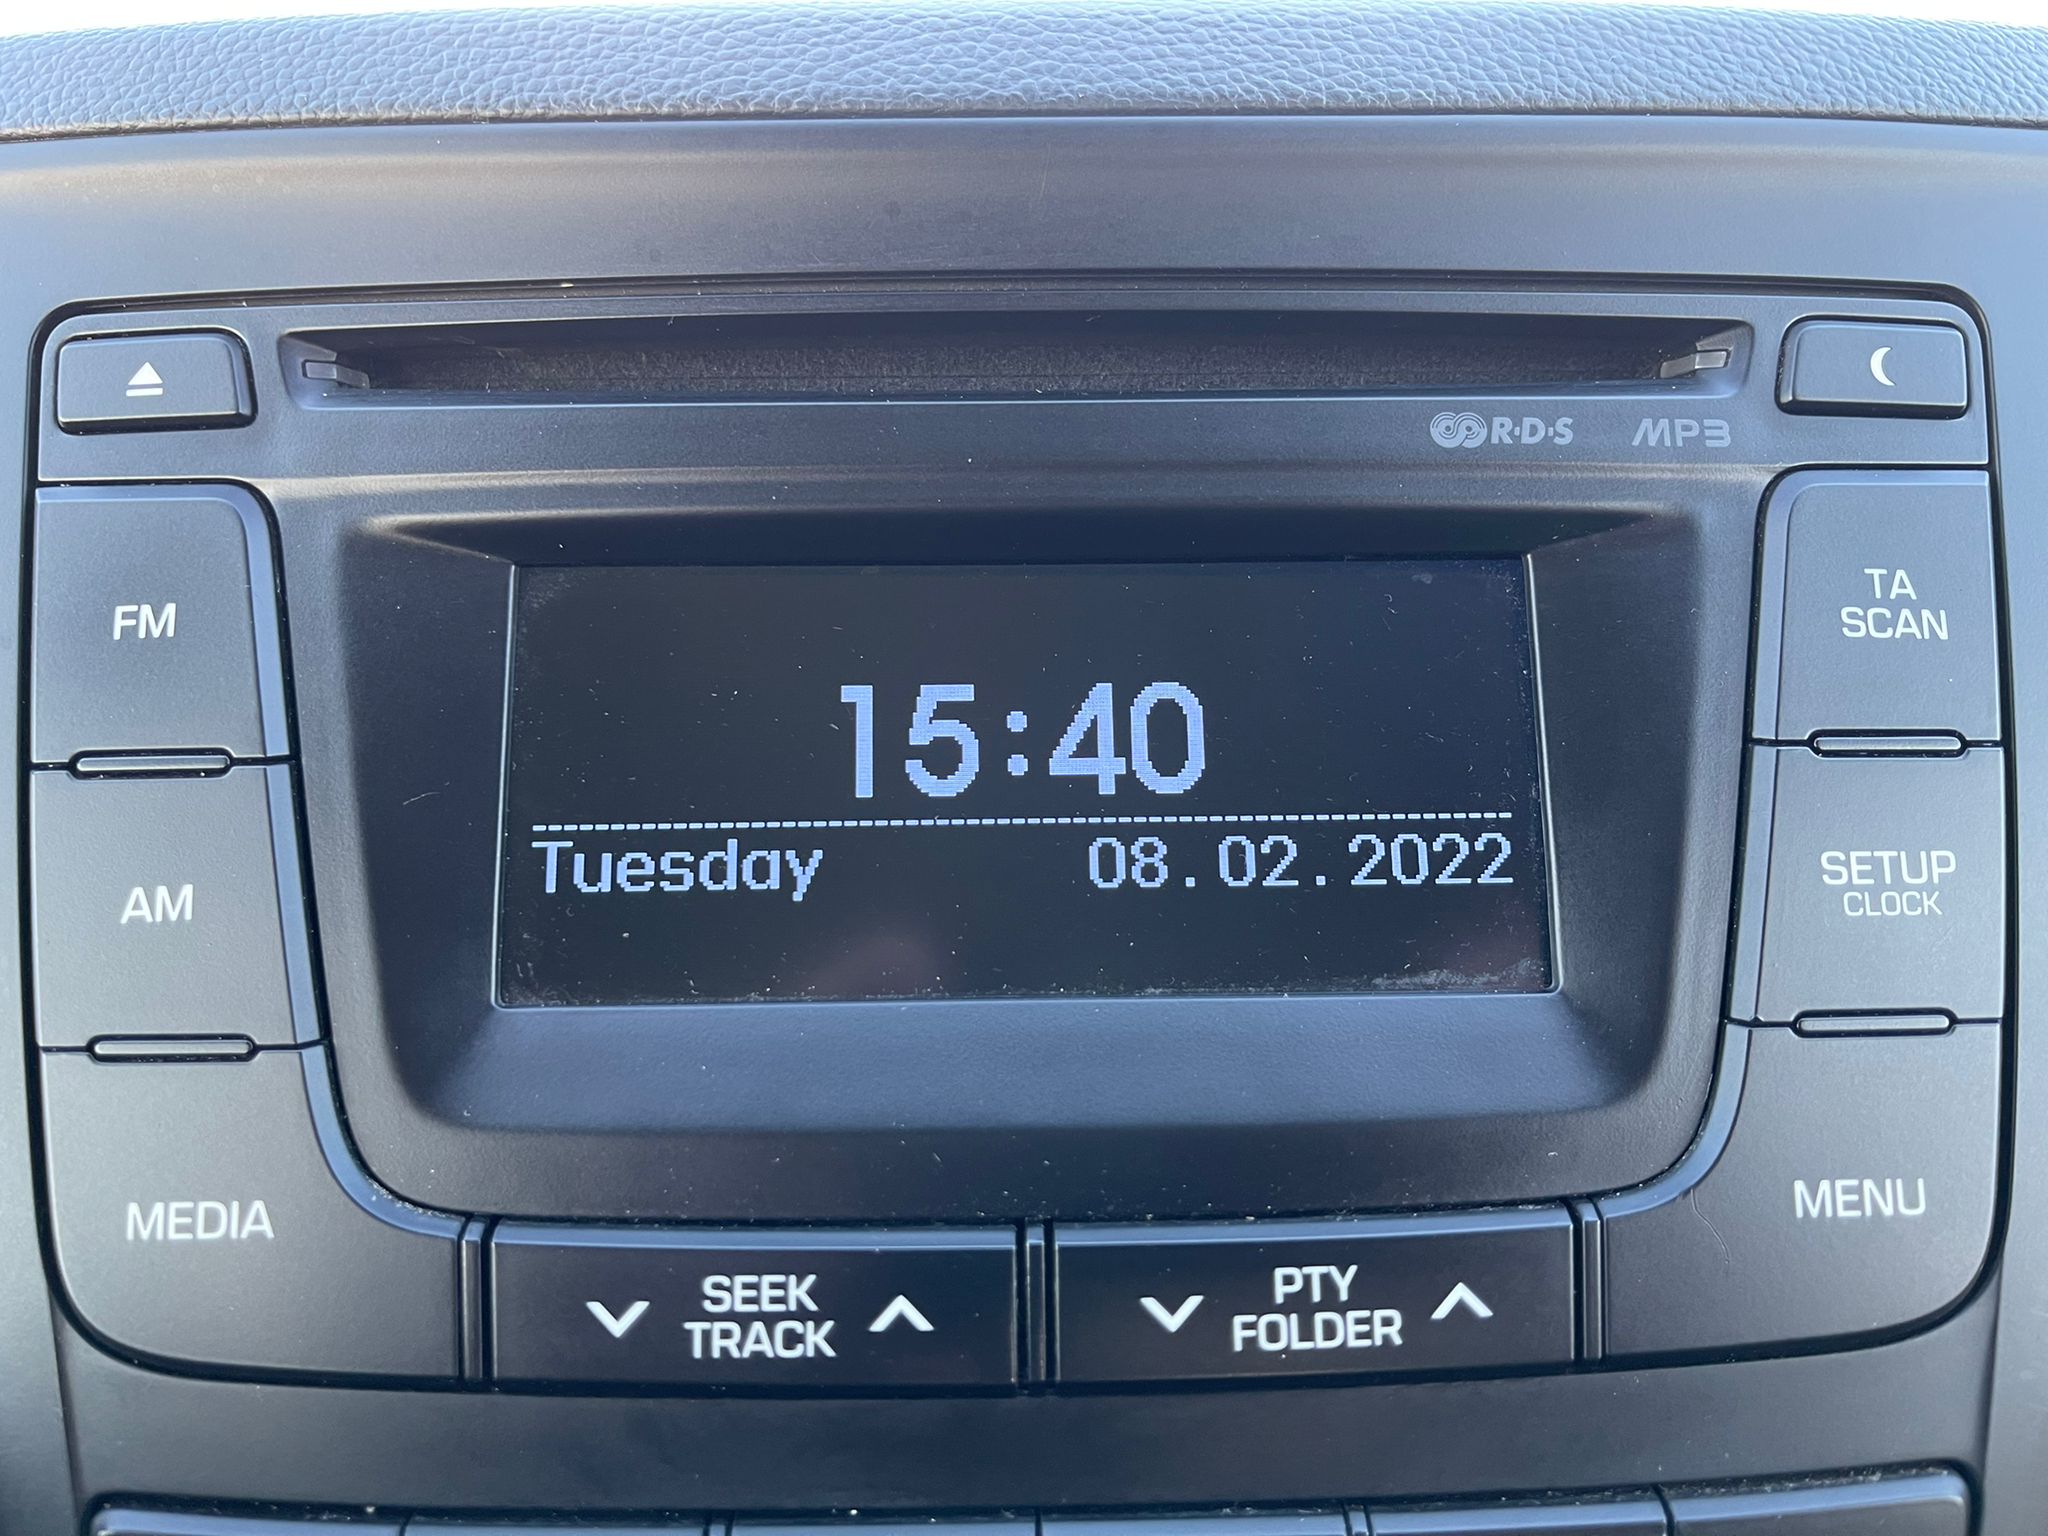 R·D·S MP3
FM
TA
SCAN
15:40
Tuesday 08.02.2022
AM
SETUP
CLOCK
MEDIA
MENU
SEEK
TRACK
PTY
FOLDER